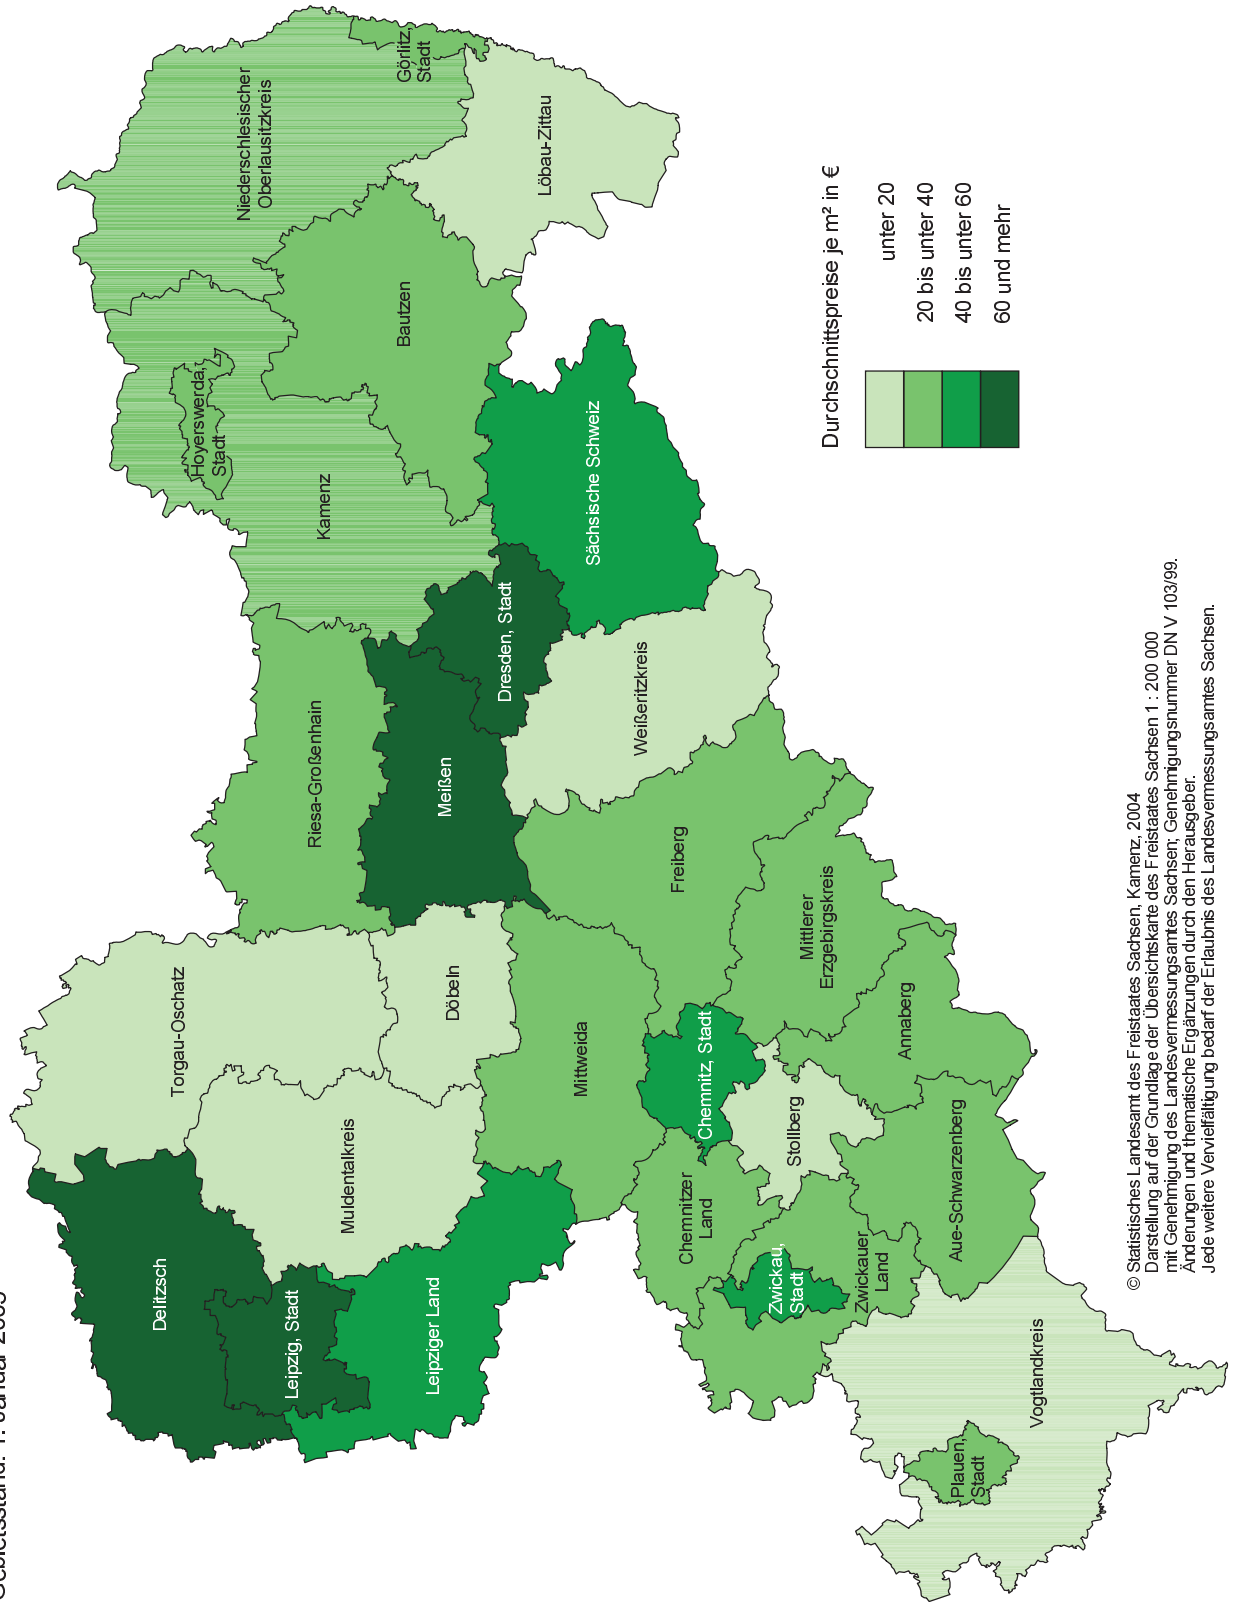 Gebietsstand: 1. Januar 2003
Torgau-Oschatz
Delitzsch
Leipzig, Stadt
Muldentalkreis
Leipziger Land
Döbeln
Riesa-Großenhain
Meißen
Dresden, Stadt
Kamenz
Hoyerswerda,
Stadt
Niederschlesischer
Oberlausitzkreis
Görlitz,
Stadt
Bautzen
Löbau-Zittau
Sächsische Schweiz
Weißeritzkreis
Freiberg
Mittweida
Mittlerer
Erzgebirgskreis
Annaberg
Chemnitz, Stadt
Stollberg
Chemnitzer
Land
Zwickau,
Stadt
Zwickauer
Land
Aue-Schwarzenberg
Vogtlandkreis
Plauen,
Stadt
Durchschnittspreise je m² in €
unter 20
20 bis unter 40
40 bis unter 60
60 und mehr
© Statistisches Landesamt des Freistaates Sachsen, Kamenz, 2004
Darstellung auf der Grundlage der Übersichtskarte des Freistaates Sachsen 1 : 200 000
mit Genehmigung des Landesvermessungsamtes Sachsen; Genehmigungsnummer DN V 103/99.
Änderungen und thematische Ergänzungen durch den Herausgeber.
Jede weitere Vervielfältigung bedarf der Erlaubnis des Landesvermessungsamtes Sachsen.